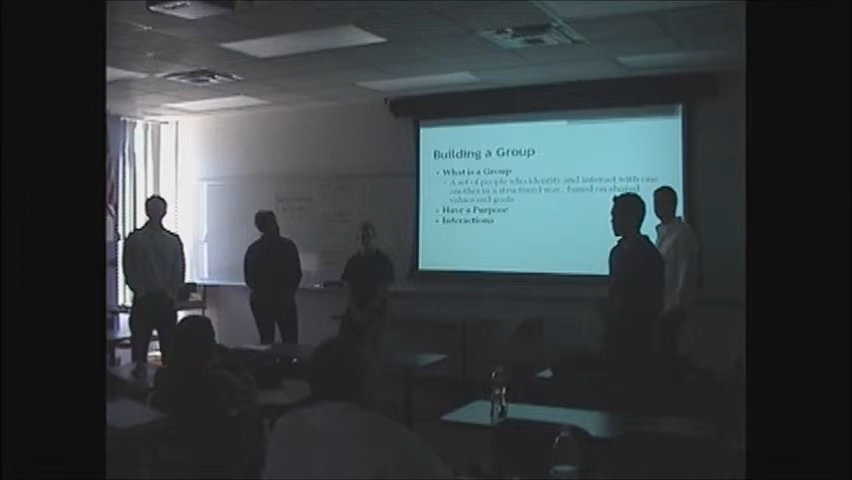 Building a Group
• What is a Group
• A set of people who identify and interact with one
another in a structured way, based on shared
values and goals
• Have a Purpose
• Interactions